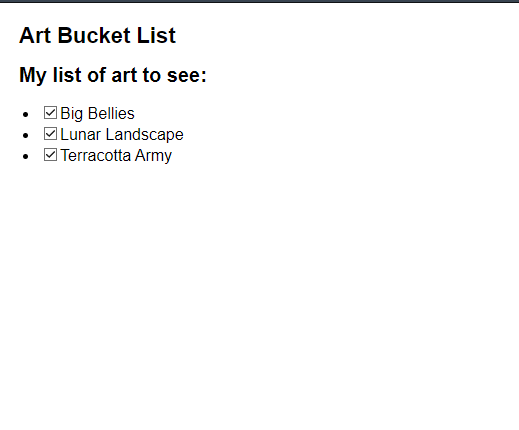 Art Bucket List
My list of art to see:
Big Bellies
Lunar Landscape
Terracotta Army